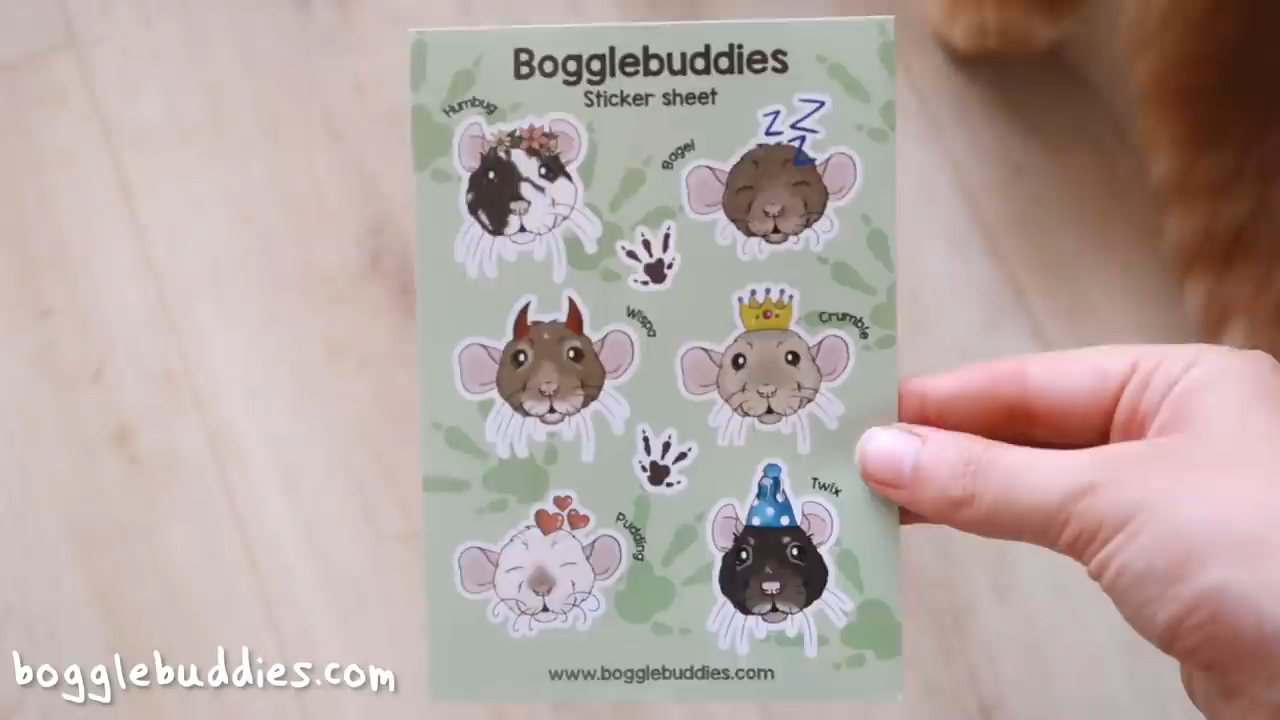 Bogglebuddies
Sticker sheet
Humbug
Bagel
z Z
z
Wispa
Crumble
Twix
Pudding
www.bogglebuddies.com
bogglebuddies.com